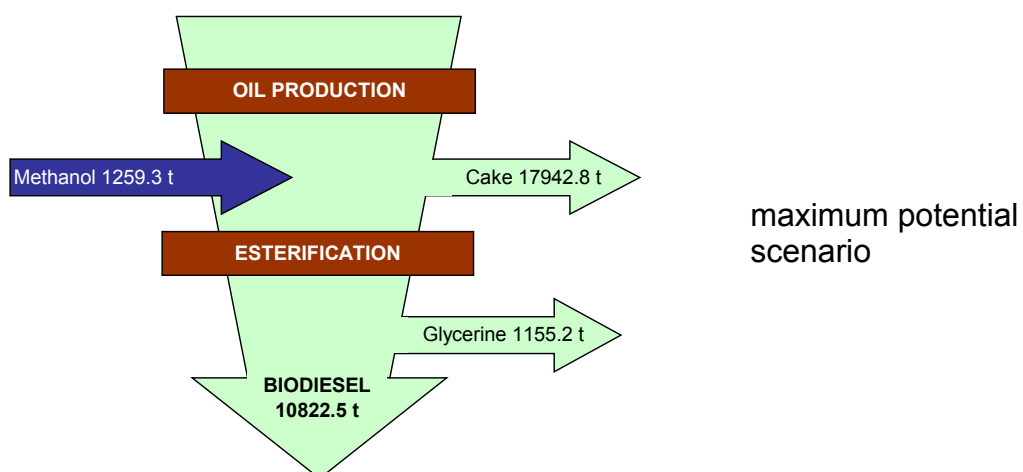 OIL PRODUCTION
Methanol 1259.3 t
Cake 17942.8 t
maximum potential
scenario
ESTERIFICATION
Glycerine 1155.2 t
BIODIESEL
10822.5 t